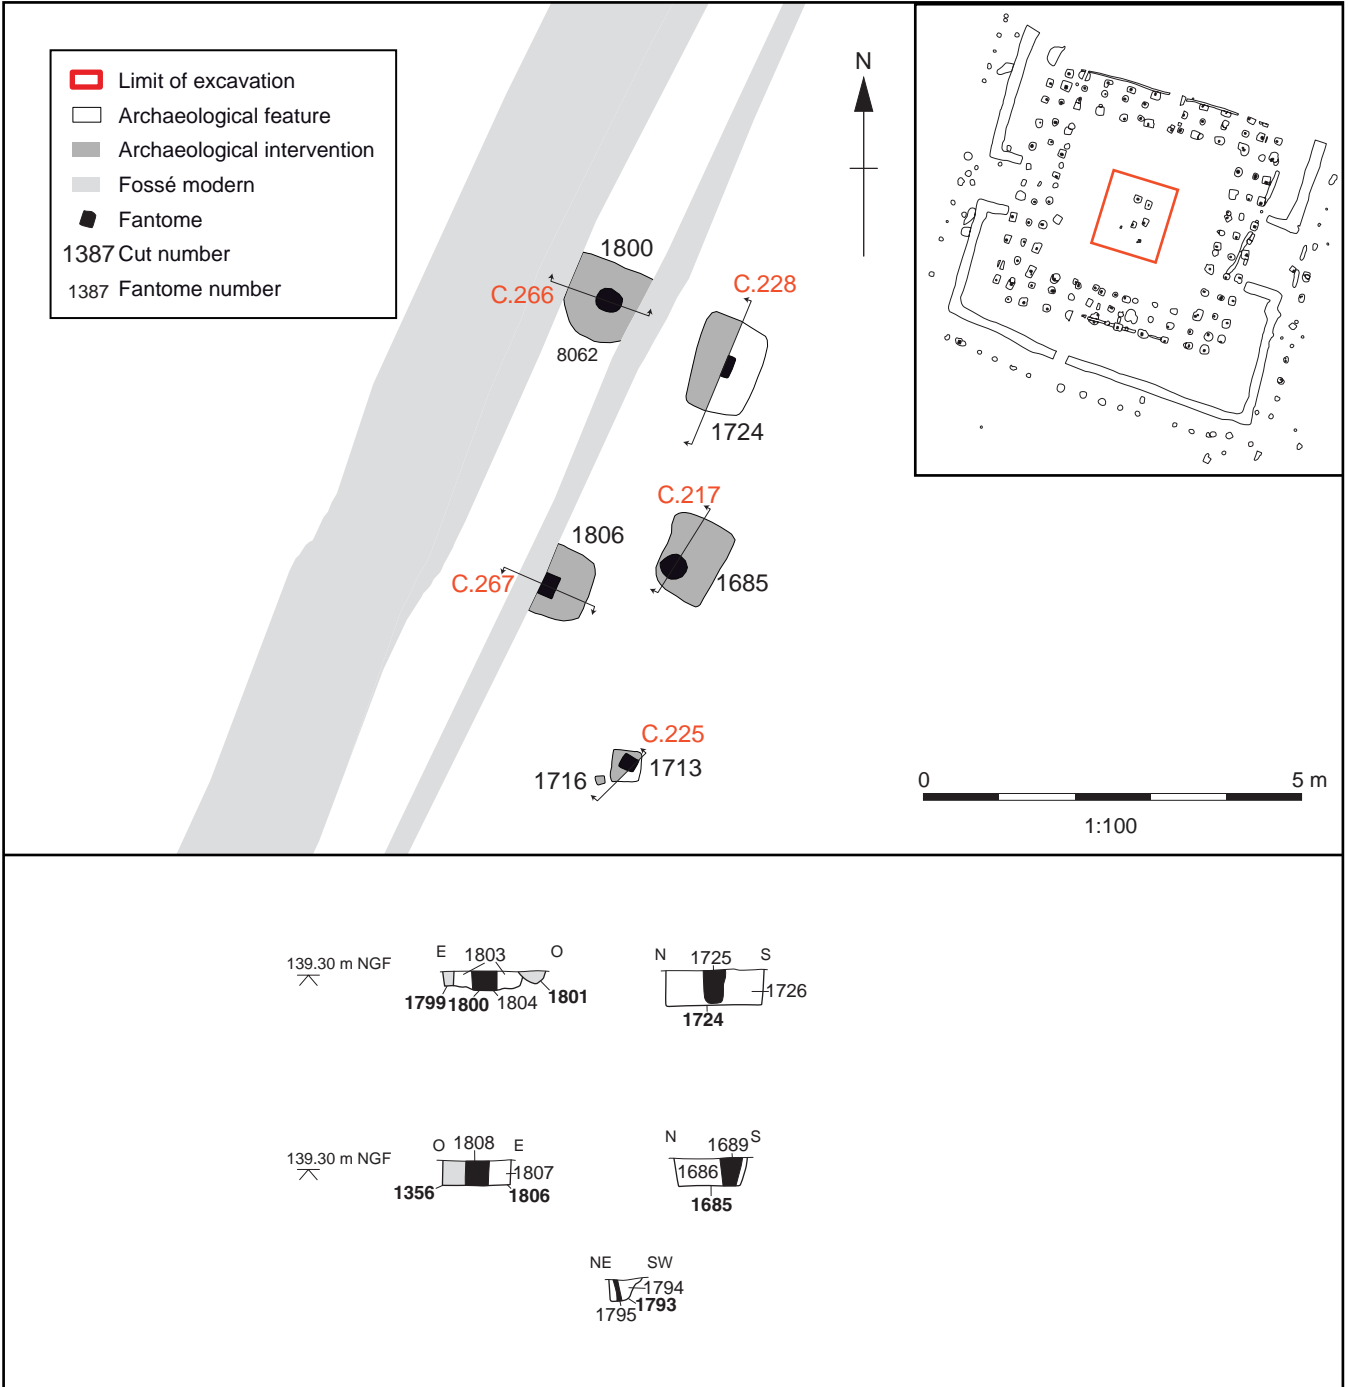 Limit of excavation
Archaeological feature
Archaeological intervention
Fossé modern
Fantome
1387 Cut number
1387 Fantome number
N
1800
C.266
8062
C.228
1724
C.217
1806
C.267
1685
C.225
1716
1713
0 5 m
1:100
139.30 m NGF
E 1803 O
1799 1800 1804 1801
N 1725 S
1726
1724
139.30 m NGF
O 1808 E
1807
1356 1806
N 1689 S
1686
1685
NE SW
1794
1793
1795